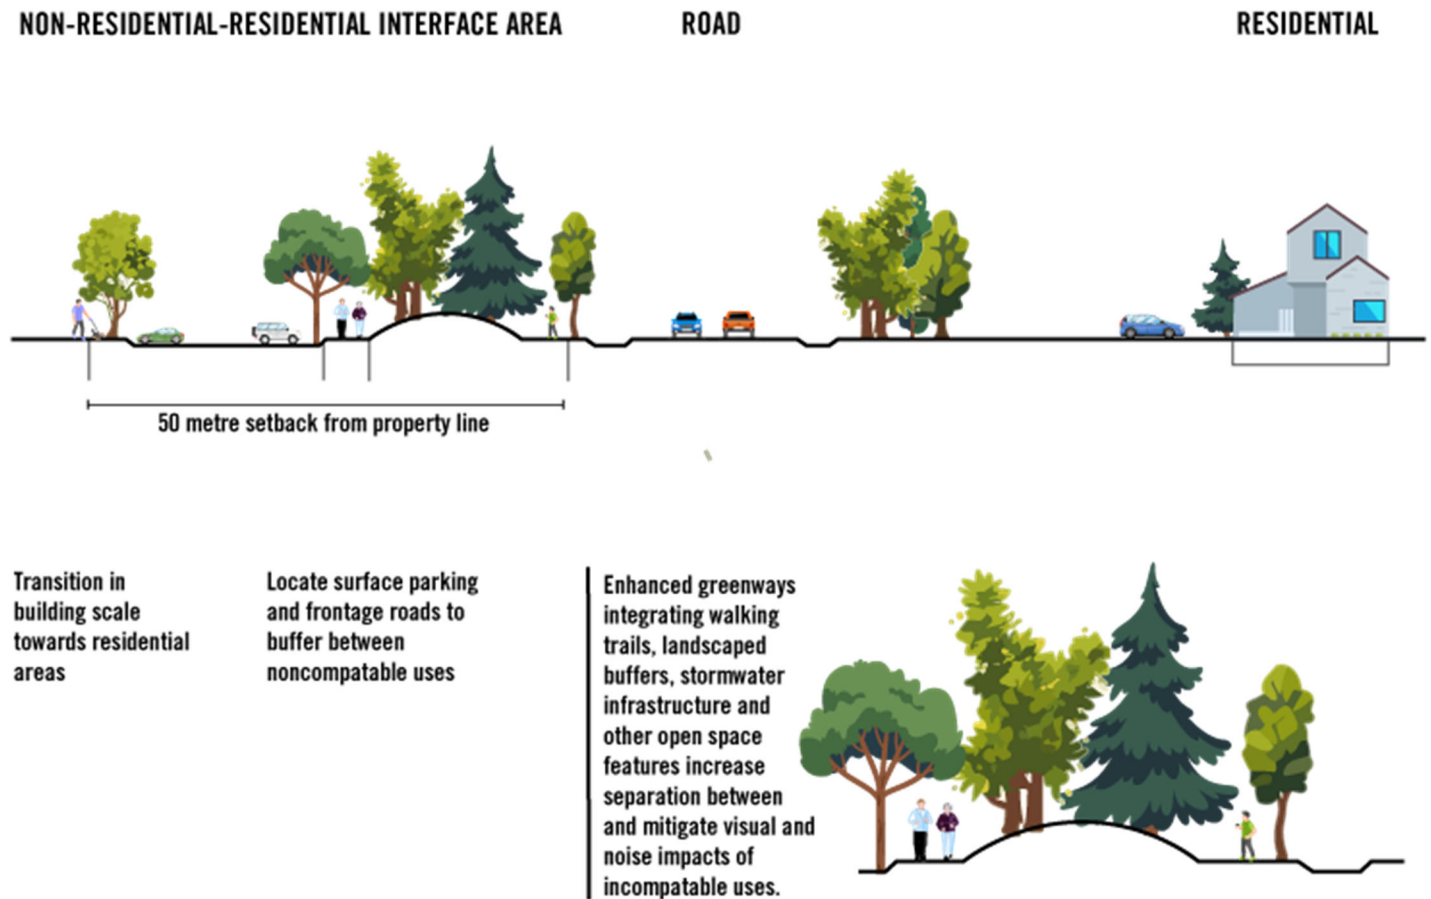 NON-RESIDENTIAL-RESIDENTIAL INTERFACE AREA
ROAD
RESIDENTIAL
50 metre setback from property line
Transition in
building scale
towards residential
areas
Locate surface parking
and frontage roads to
buffer between
noncompatable uses
Enhanced greenways
integrating walking
trails, landscaped
buffers, stormwater
infrastructure and
other open space
features increase
separation between
and mitigate visual and
noise impacts of
incompatable uses.